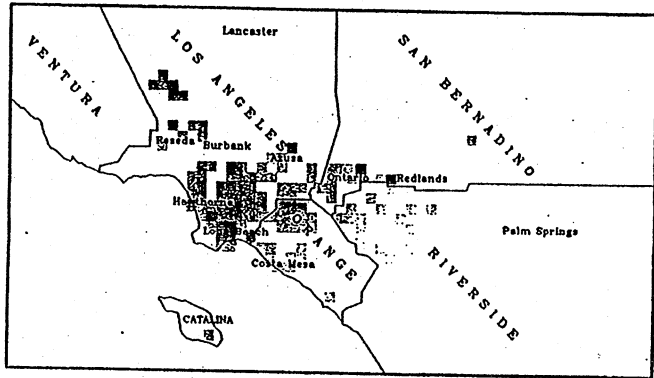 Lancaster
VENTURA
LOS ANGELES
SAN BERNADINO
Reseda
Burbank
Azusa
Ontario
Redlands
Hawthorne
Long Beach
ORANGE
Palm Springs
Costa Mesa
RIVERSIDE
CATALINA